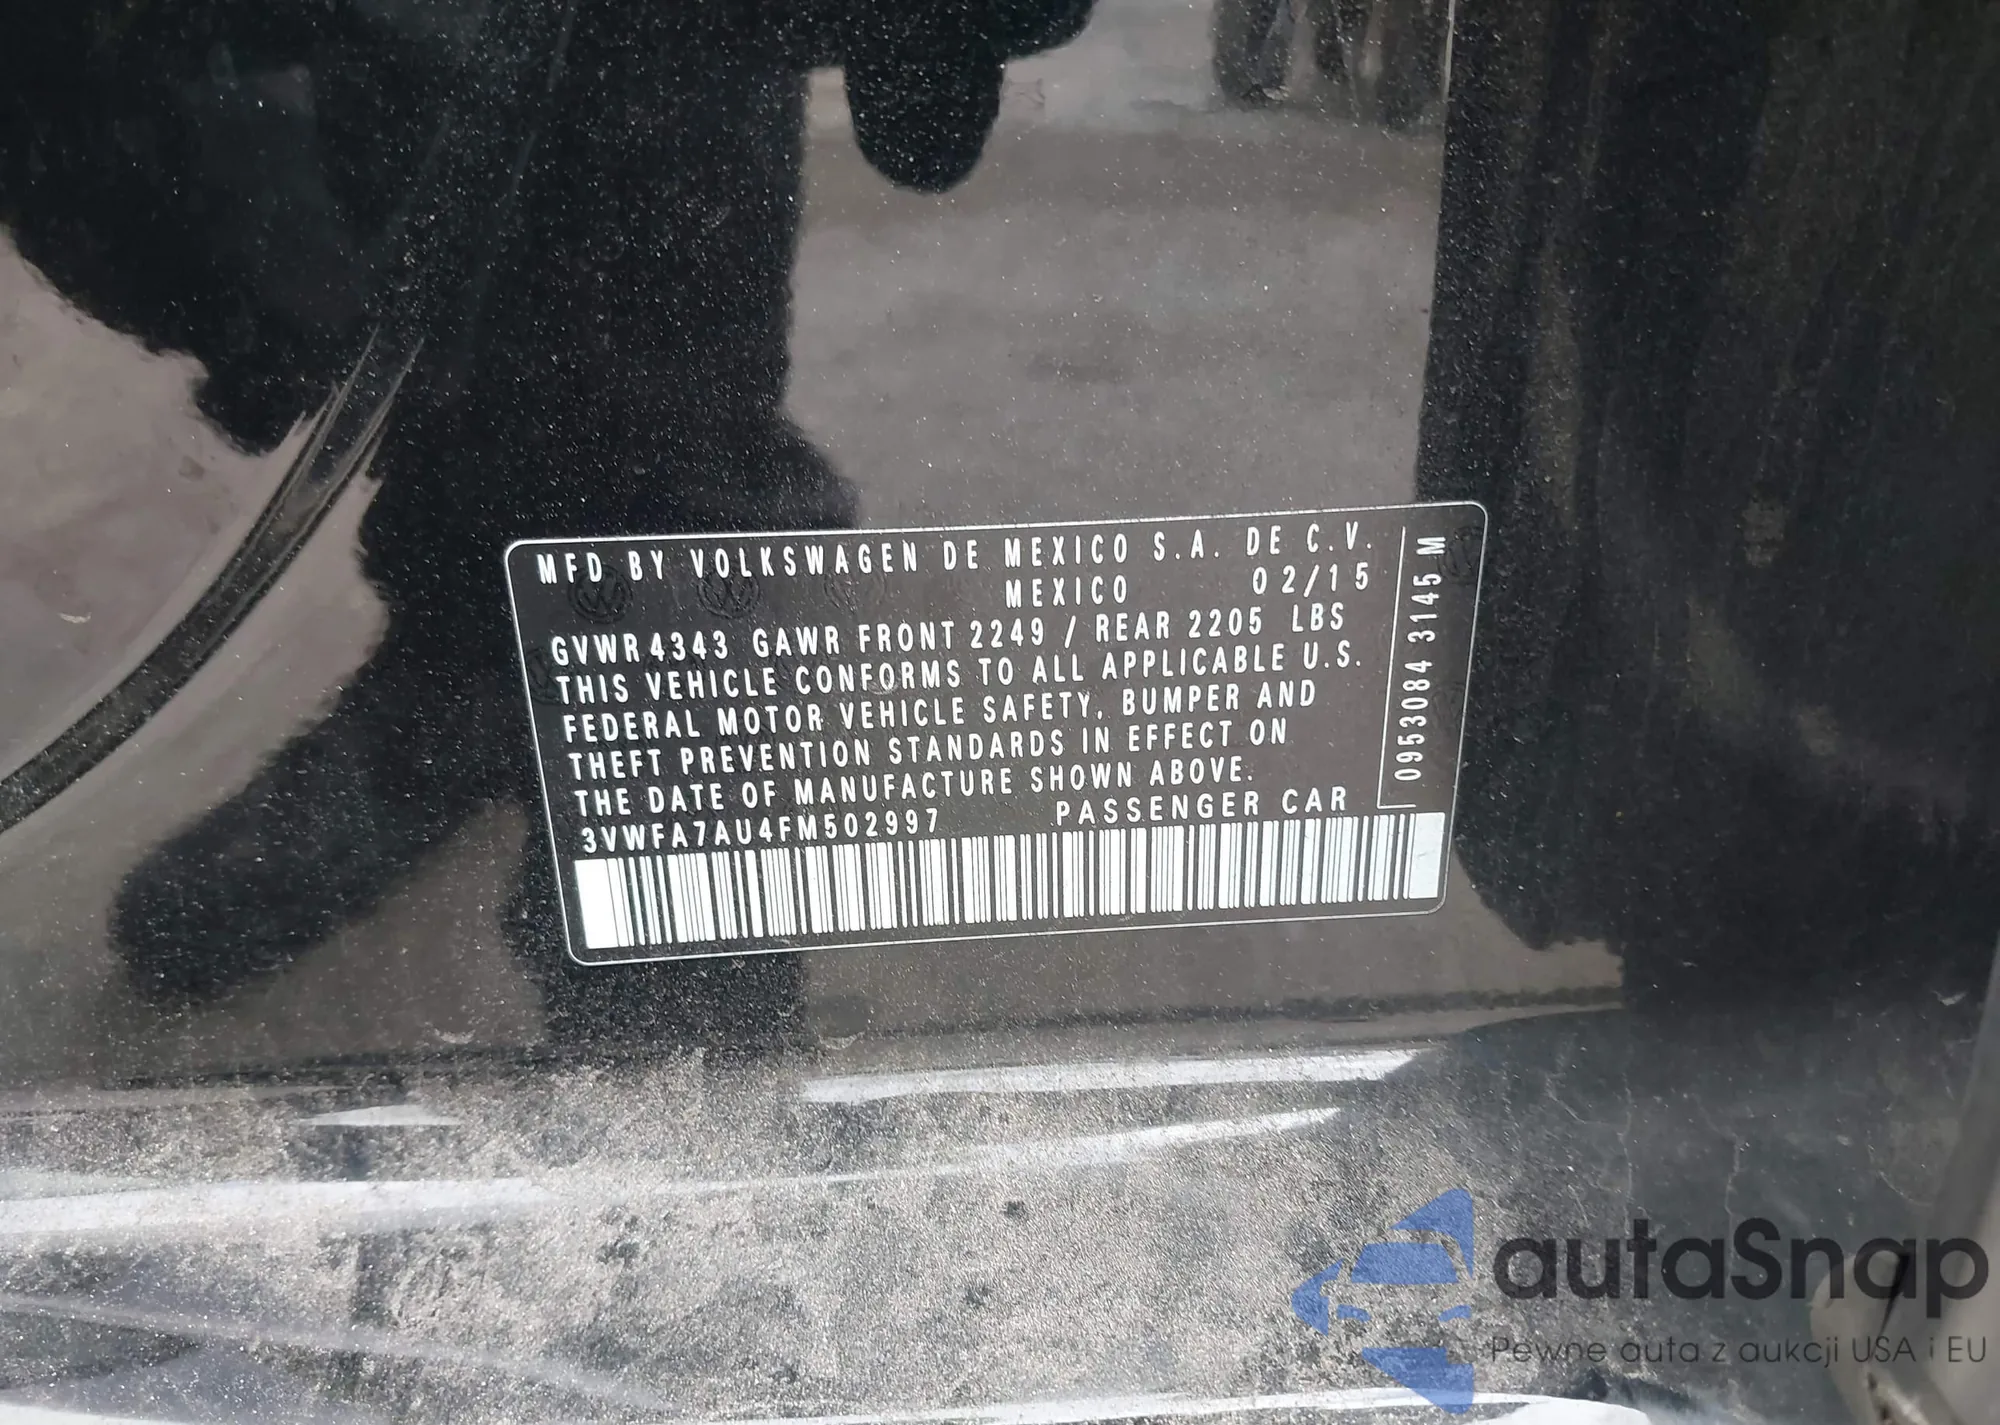 MFD BY VOLKSWAGEN DE MEXICO S.A. DE C.V.
MEXICO 02/15
GVWR 4343 GAWR FRONT 2249 / REAR 2205 LBS
THIS VEHICLE CONFORMS TO ALL APPLICABLE U.S.
FEDERAL MOTOR VEHICLE SAFETY, BUMPER AND
THEFT PREVENTION STANDARDS IN EFFECT ON
THE DATE OF MANUFACTURE SHOWN ABOVE.
3VWFA7AU4FM502997 PASSENGER CAR
0953084 3145 M
autaSnap
Pewne auta z aukcji USA i EU